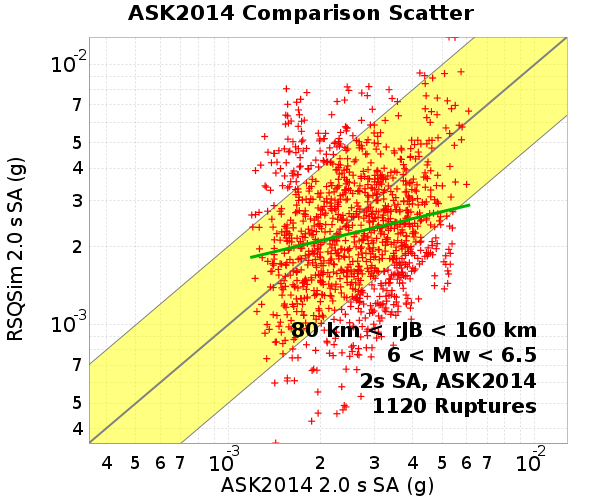 ASK2014 Comparison Scatter
RSQSim 2.0 s SA (g)
10-2
7
5
4
3
2
10-3
7
5
4
80 km < rJB < 160 km
6 < Mw < 6.5
2s SA, ASK2014
1120 Ruptures
4 5 6 7 10-3 2 3 4 5 6 7 10-2
ASK2014 2.0 s SA (g)